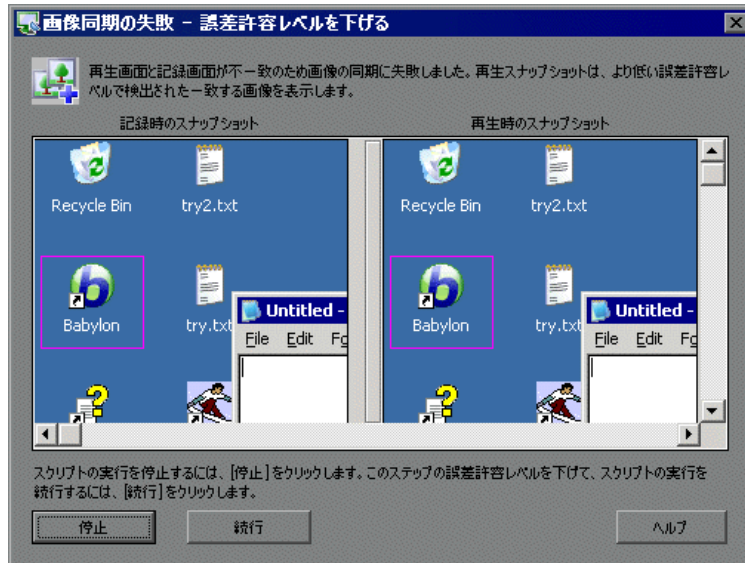 画像同期の失敗 - 誤差許容レベルを下げる
再生画面と記録画面が不一致のため画像の同期に失敗しました。再生スナップショットは、より低い誤差許容レ
ベルで検出された一致する画像を表示します。
記録時のスナップショット
再生時のスナップショット
Recycle Bin
try2.txt
Recycle Bin
try2.txt
Untitled -
Untitled -
Babylon
try.txt
File Edit Fo
Babylon
try.txt
File Edit Fo
スクリプトの実行を停止するには、[停止]をクリックします。このステップの誤差許容レベルを下げて、スクリプトの実行を
続行するには、[続行]をクリックします。
停止
続行
ヘルプ